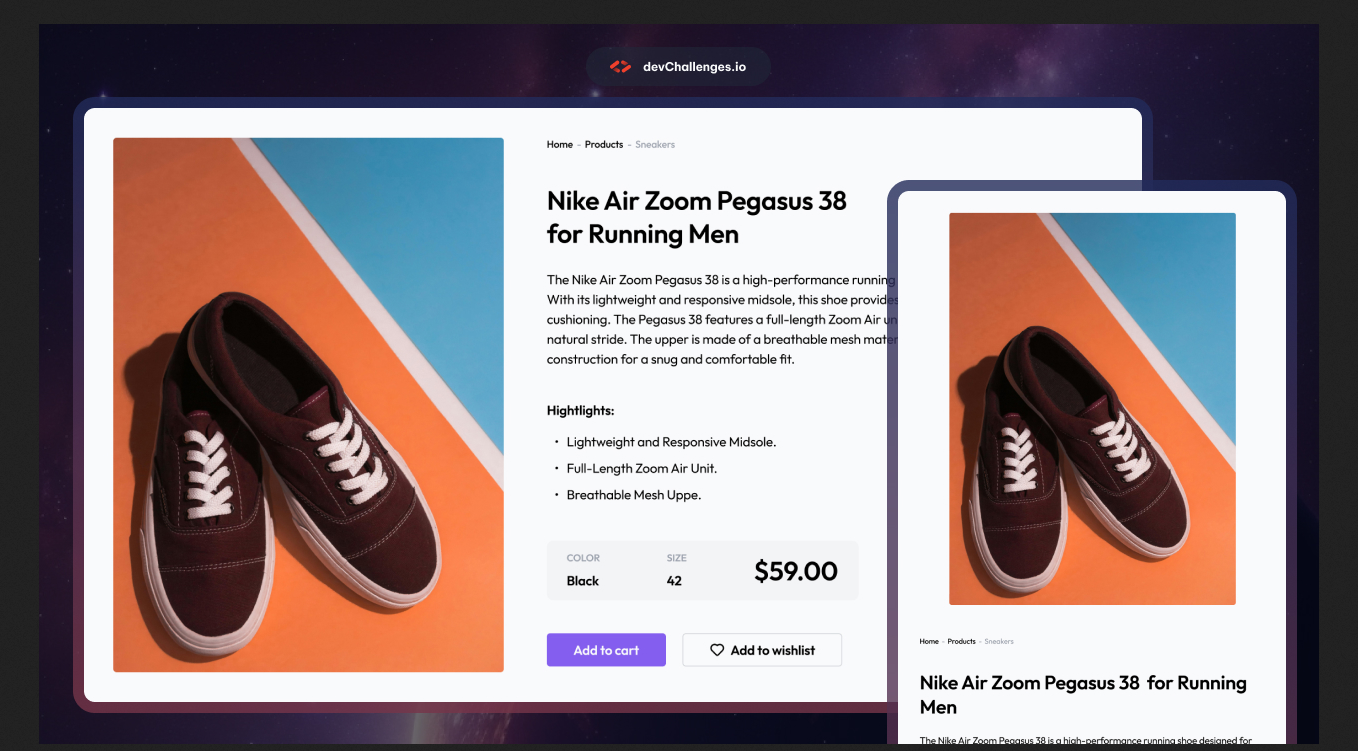 devChallenges.io
Home - Products - Sneakers
Nike Air Zoom Pegasus 38
for Running Men
The Nike Air Zoom Pegasus 38 is a high-performance running
With its lightweight and responsive midsole, this shoe provides
cushioning. The Pegasus 38 features a full-length Zoom Air un
natural stride. The upper is made of a breathable mesh mater
construction for a snug and comfortable fit.
Hightlights:
• Lightweight and Responsive Midsole.
• Full-Length Zoom Air Unit.
• Breathable Mesh Uppe.
COLOR SIZE
Black 42 $59.00
Add to cart Add to wishlist
Home - Products - Sneakers
Nike Air Zoom Pegasus 38 for Running
Men
The Nike Air Zoom Pegasus 38 is a high-performance running shoe designed for